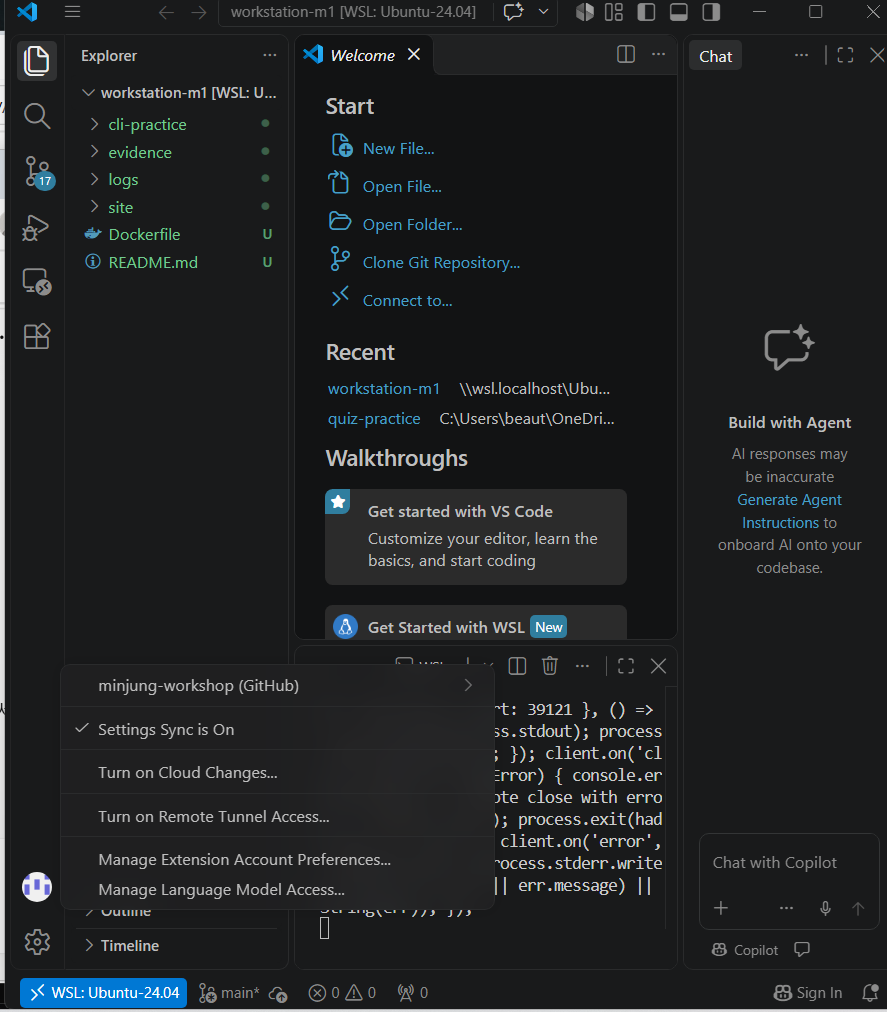 workstation-m1 [WSL: Ubuntu-24.04]
Explorer
workstation-m1 [WSL: U...
cli-practice
evidence
logs
site
Dockerfile U
README.md U
17
Welcome
Start
New File...
Open File...
Open Folder...
Clone Git Repository...
Connect to...
Recent
workstation-m1 \\wsl.localhost\Ubu...
quiz-practice C:\Users\beaut\OneDri...
Walkthroughs
Get started with VS Code
Customize your editor, learn the
basics, and start coding
Get Started with WSL New
Chat
Build with Agent
AI responses may
be inaccurate
Generate Agent
Instructions to
onboard AI onto your
codebase.
Chat with Copilot
Copilot
minjung-workshop (GitHub)
Settings Sync is On
Turn on Cloud Changes...
Turn on Remote Tunnel Access...
Manage Extension Account Preferences...
Manage Language Model Access...
rt: 39121 }, () =>
ss.stdout); process
; }); client.on('cl
Error) { console.er
ote close with erro
); process.exit(had
client.on('error',
rocess.stderr.write
|| err.message) ||
String(err)); });
Outline
Timeline
WSL: Ubuntu-24.04 main* 0 0 0 Sign In